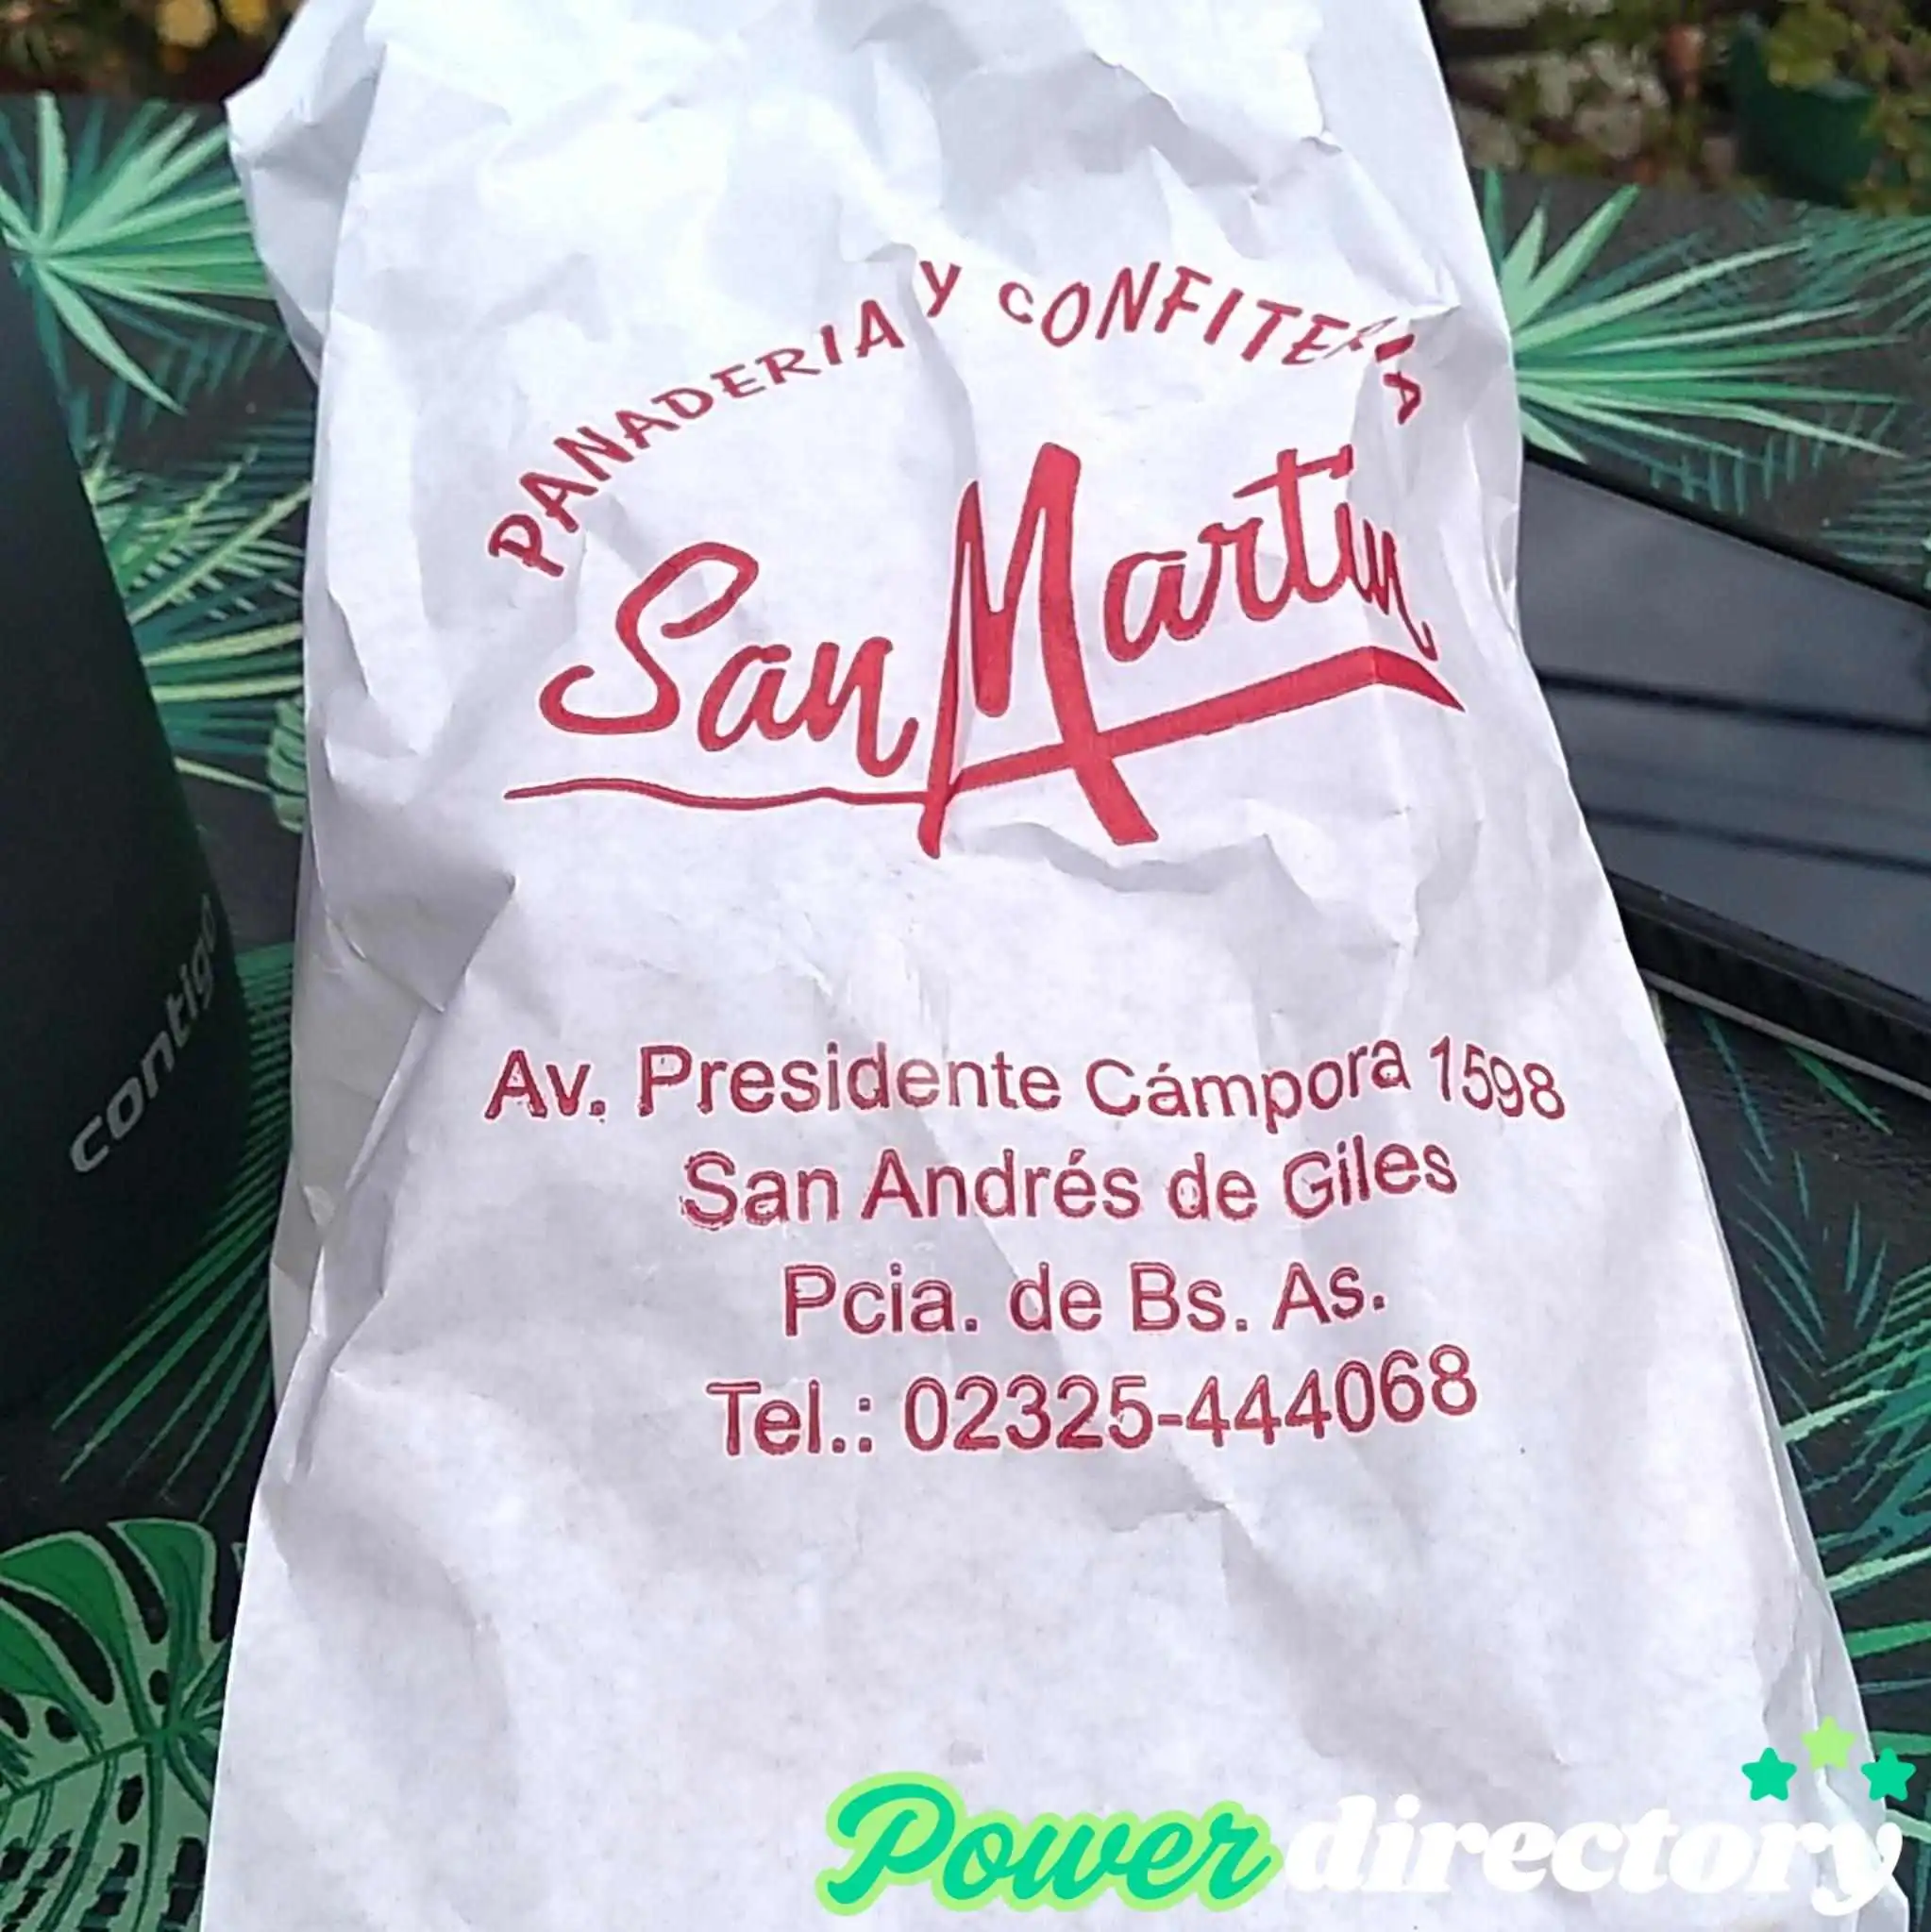 PANADERIA Y CONFITERIA
San Martin
Av. Presidente Cámpora 1598
San Andrés de Giles
Pcia. de Bs. As.
Tel.: 02325-444068
contigo
Power directory